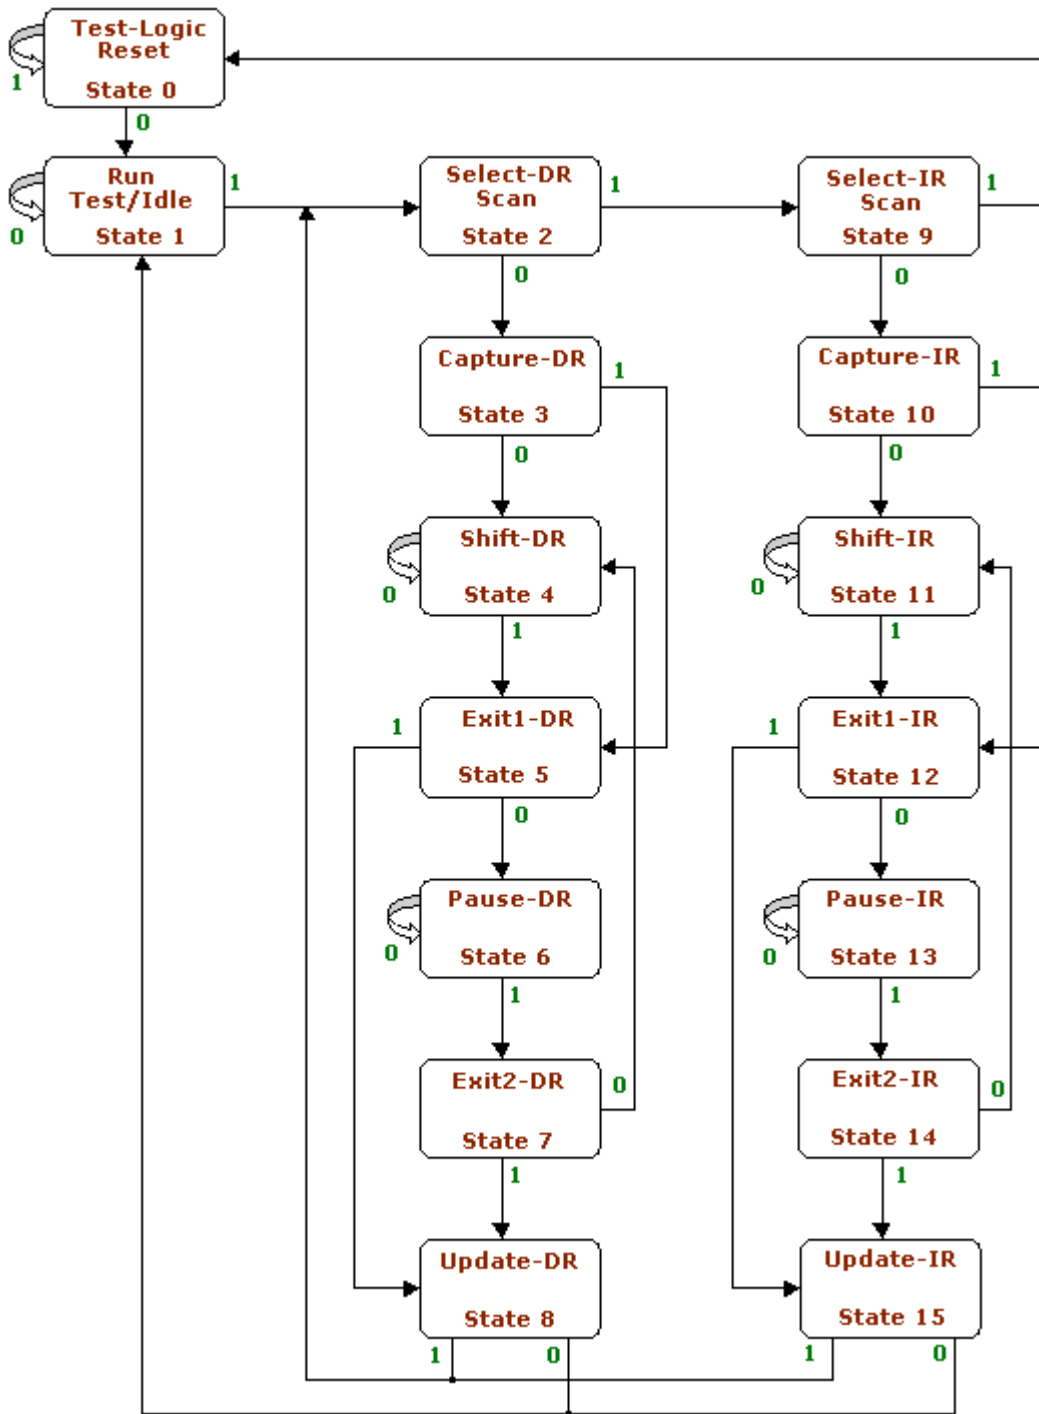 Test-Logic
Reset
State 0
1
0
Run
Test/Idle
State 1
1
0
Select-DR
Scan
State 2
1
0
Select-IR
Scan
State 9
1
0
Capture-DR
State 3
1
0
Capture-IR
State 10
1
0
Shift-DR
State 4
0
1
Shift-IR
State 11
0
1
Exit1-DR
State 5
1
0
Exit1-IR
State 12
1
0
Pause-DR
State 6
0
1
Pause-IR
State 13
0
1
Exit2-DR
State 7
0
1
Exit2-IR
State 14
0
1
Update-DR
State 8
1
0
Update-IR
State 15
1
0